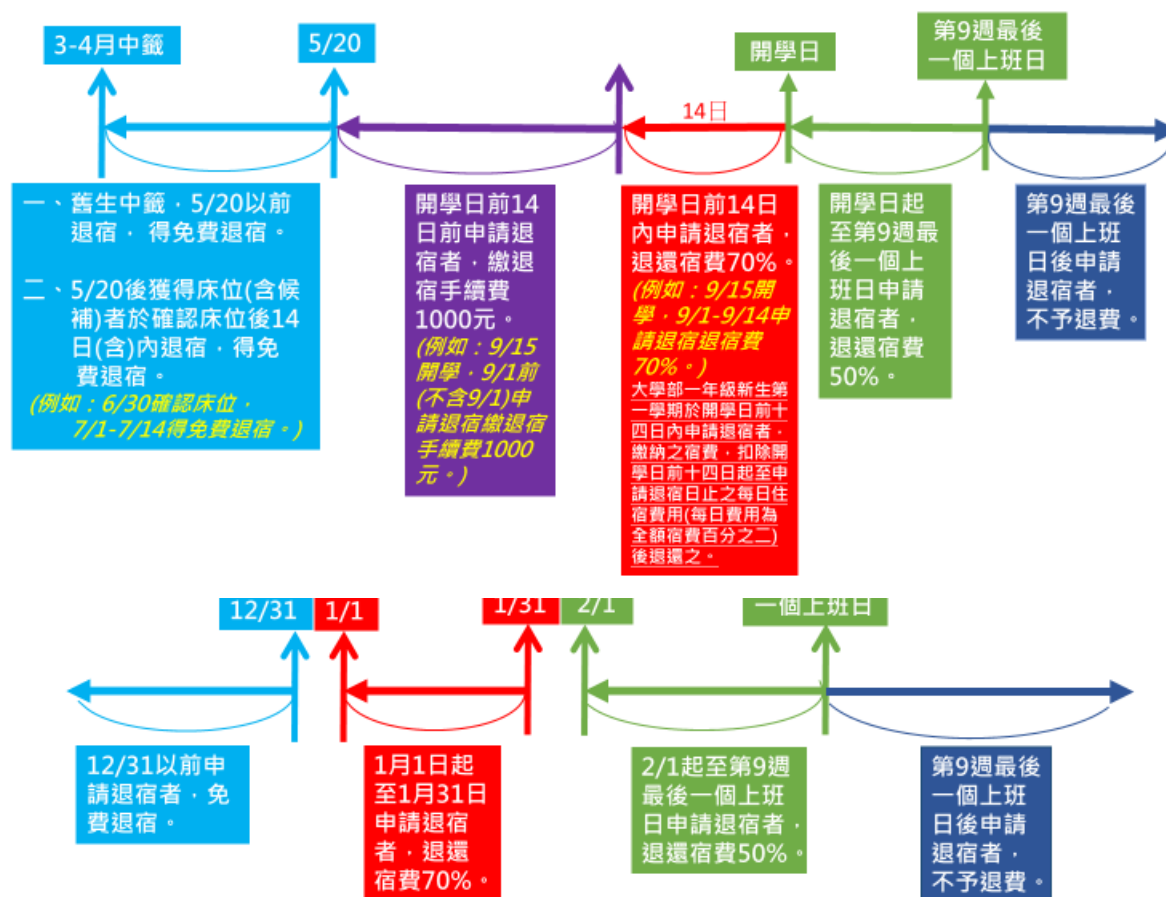 3-4月中籤
5/20
開學日
第9週最後
一個上班日
14日
一、舊生中籤，5/20以前
退宿， 得免費退宿。
二、5/20後獲得床位(含候
補)者於確認床位後14
日(含)內退宿，得免
費退宿。
(例如：6/30確認床位，
7/1-7/14得免費退宿。)
開學日前14
日前申請退
宿者，繳退
宿手續費
1000元。
(例如：9/15
開學，9/1前
(不含9/1)申
請退宿繳退宿
手續費1000
元。)
開學日前14日
內申請退宿者，
退還宿費70%。
(例如：9/15開
學，9/1-9/14申
請退宿退宿費
70%。)
大學部一年級新生第
一學期於開學日前十
四日內申請退宿者，
繳納之宿費，扣除開
學日前十四日起至申
請退宿日止之每日住
宿費用(每日費用為
全額宿費百分之二)
後退還之。
開學日起
至第9週最
後一個上
班日申請
退宿者，
退還宿費
50%。
第9週最後
一個上班
日後申請
退宿者，
不予退費。
12/31
1/1
1/31
2/1
一個上班日
12/31以前申
請退宿者，免
費退宿。
1月1日起
至1月31日
申請退宿
者，退還
宿費70%。
2/1起至第9週
最後一個上班
日申請退宿者，
退還宿費50%。
第9週最後
一個上班
日後申請
退宿者，
不予退費。